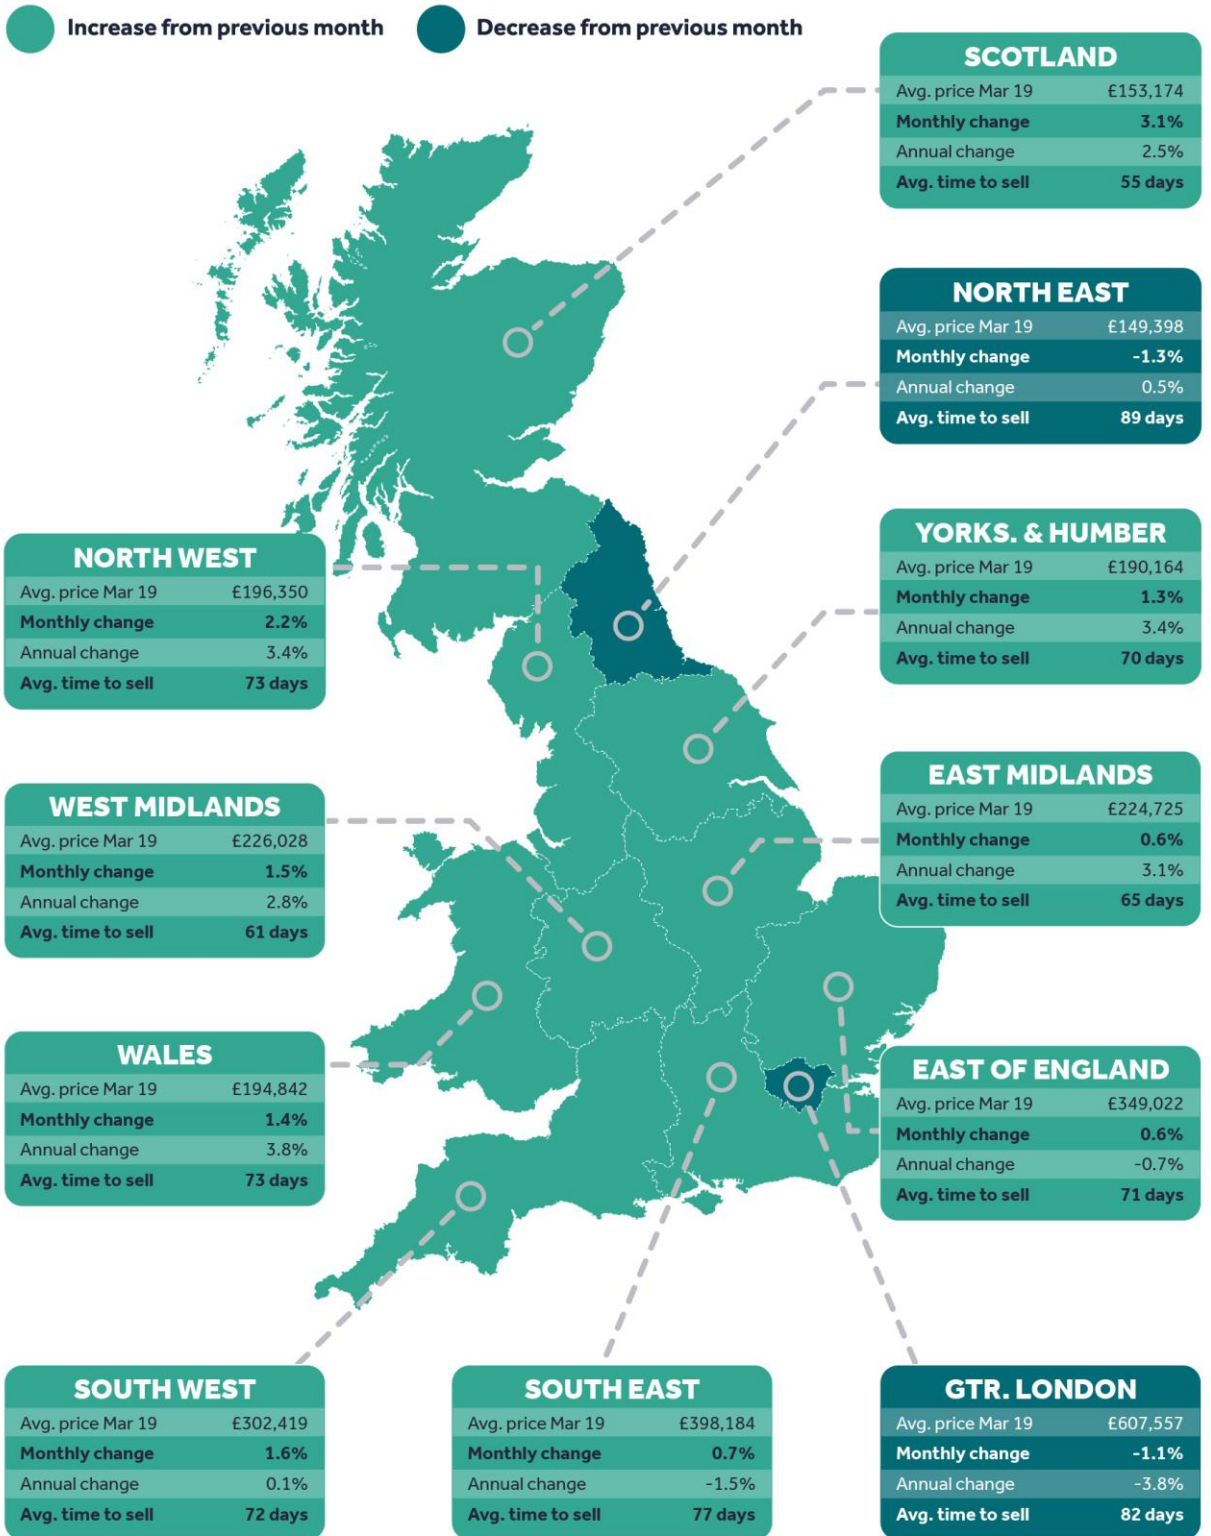 Increase from previous month
Decrease from previous month
SCOTLAND
Avg. price Mar 19 £153,174
Monthly change 3.1%
Annual change 2.5%
Avg. time to sell 55 days
NORTH EAST
Avg. price Mar 19 £149,398
Monthly change -1.3%
Annual change 0.5%
Avg. time to sell 89 days
NORTH WEST
Avg. price Mar 19 £196,350
Monthly change 2.2%
Annual change 3.4%
Avg. time to sell 73 days
YORKS. & HUMBER
Avg. price Mar 19 £190,164
Monthly change 1.3%
Annual change 3.4%
Avg. time to sell 70 days
WEST MIDLANDS
Avg. price Mar 19 £226,028
Monthly change 1.5%
Annual change 2.8%
Avg. time to sell 61 days
EAST MIDLANDS
Avg. price Mar 19 £224,725
Monthly change 0.6%
Annual change 3.1%
Avg. time to sell 65 days
WALES
Avg. price Mar 19 £194,842
Monthly change 1.4%
Annual change 3.8%
Avg. time to sell 73 days
EAST OF ENGLAND
Avg. price Mar 19 £349,022
Monthly change 0.6%
Annual change -0.7%
Avg. time to sell 71 days
SOUTH WEST
Avg. price Mar 19 £302,419
Monthly change 1.6%
Annual change 0.1%
Avg. time to sell 72 days
SOUTH EAST
Avg. price Mar 19 £398,184
Monthly change 0.7%
Annual change -1.5%
Avg. time to sell 77 days
GTR. LONDON
Avg. price Mar 19 £607,557
Monthly change -1.1%
Annual change -3.8%
Avg. time to sell 82 days